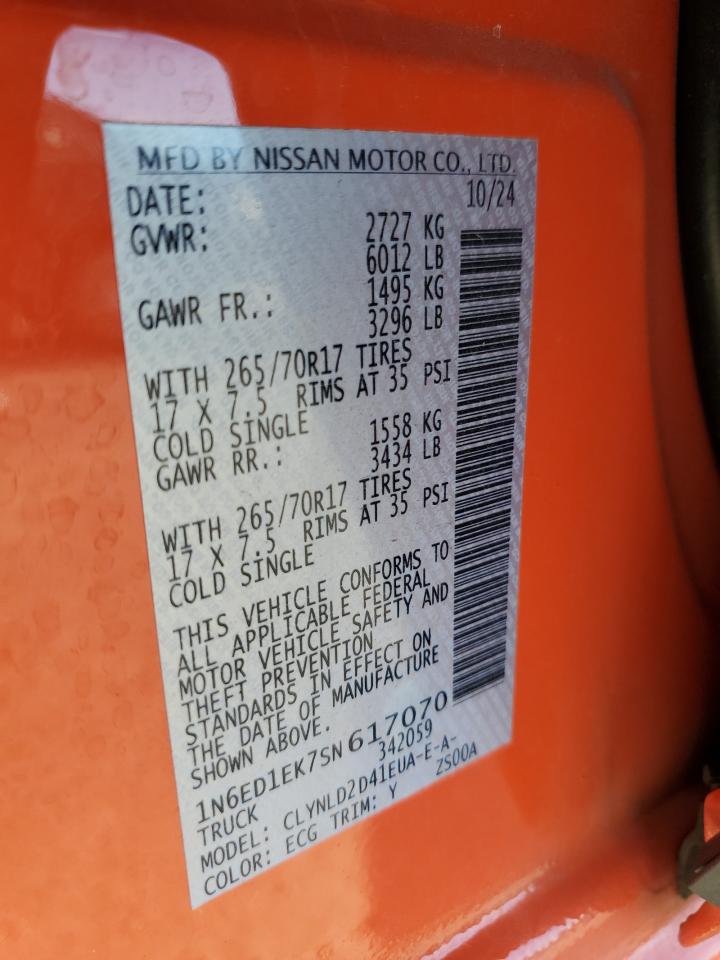 MFD BY NISSAN MOTOR CO., LTD.
DATE: 10/24
GVWR: 2727 KG
6012 LB
GAWR FR.: 1495 KG
3296 LB
WITH 265/70R17 TIRES
17 X 7.5 RIMS AT 35 PSI
COLD SINGLE
GAWR RR.: 1558 KG
3434 LB
WITH 265/70R17 TIRES
17 X 7.5 RIMS AT 35 PSI
COLD SINGLE
THIS VEHICLE CONFORMS TO
ALL APPLICABLE FEDERAL
MOTOR VEHICLE SAFETY AND
THEFT PREVENTION
STANDARDS IN EFFECT ON
THE DATE OF MANUFACTURE
SHOWN ABOVE.
1N6ED1EK7SN617070
TRUCK 342059
MODEL: CLYNLD2D41EUA-E-A-
COLOR: ECG TRIM: Y ZS00A